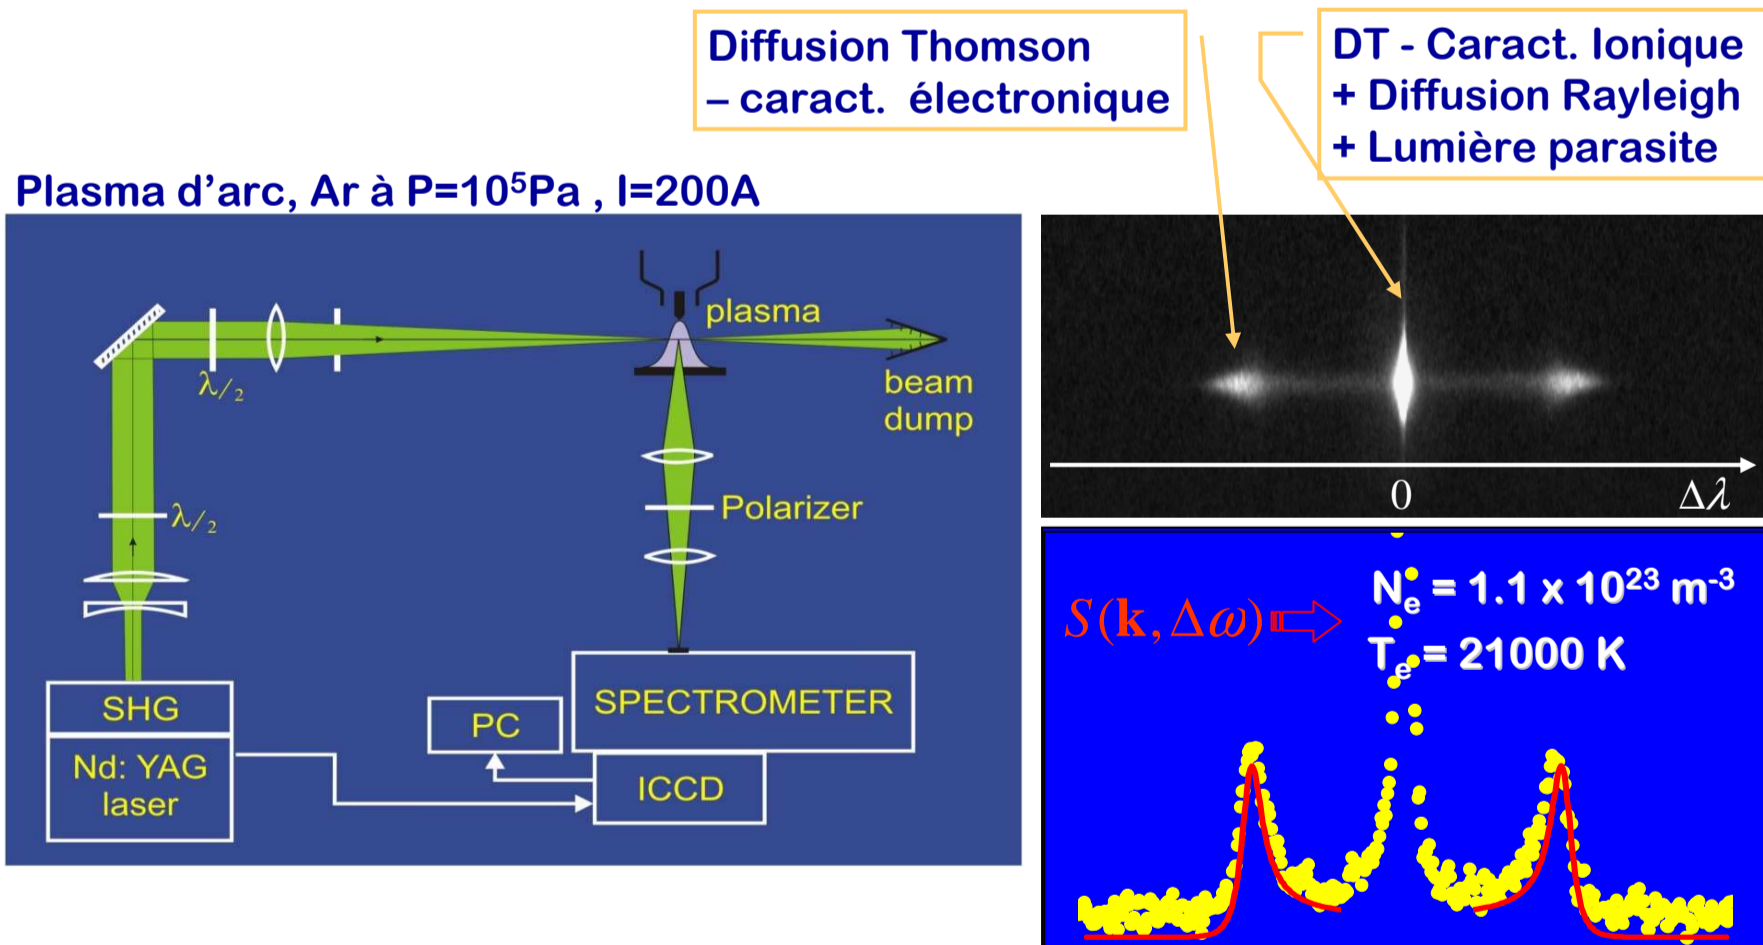 Diffusion Thomson
– caract. électronique
DT - Caract. Ionique
+ Diffusion Rayleigh
+ Lumière parasite
Plasma d’arc, Ar à P=10⁵Pa , I=200A
plasma
λ/2
beam
dump
λ/2
Polarizer
SHG
Nd: YAG
laser
PC
SPECTROMETER
ICCD
0
Δλ
S(k, Δω)
Nₑ = 1.1 x 10²³ m⁻³
Tₑ = 21000 K